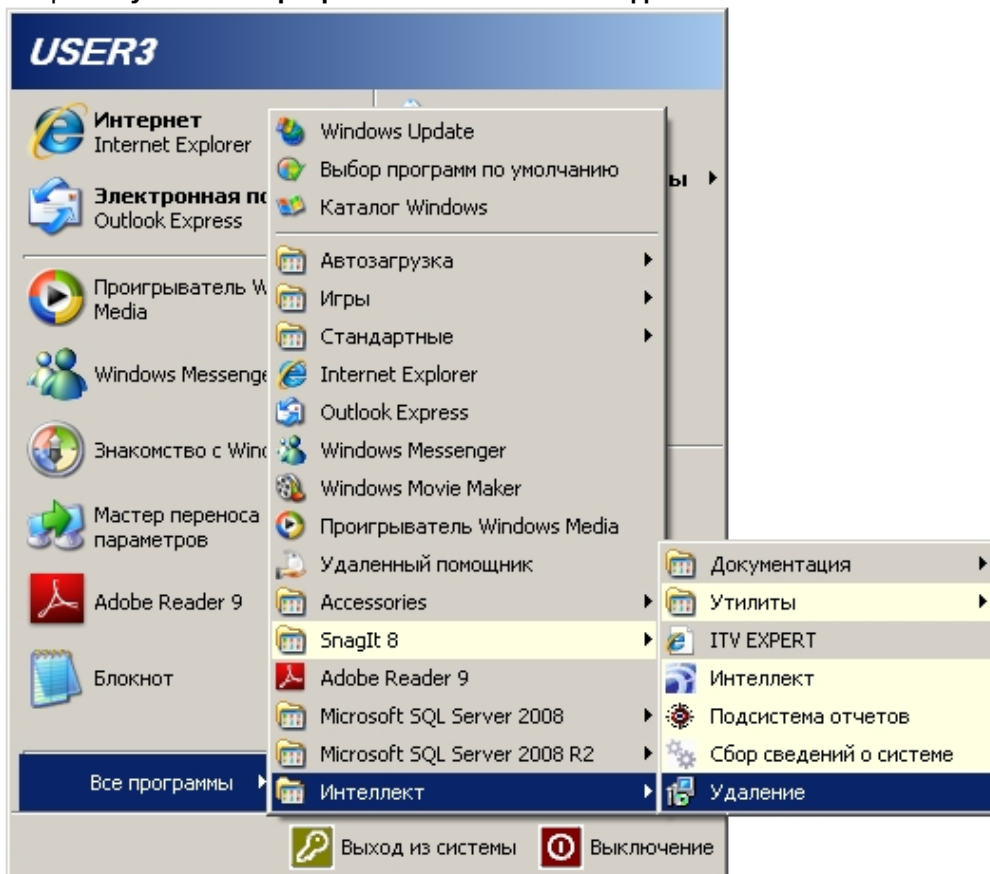 USER3
Интернет
Internet Explorer
Электронная по
Outlook Express
Проигрыватель W
Media
Windows Messenge
Знакомство с Wind
Мастер переноса
параметров
Adobe Reader 9
Блокнот
Все программы
ы
Windows Update
Выбор программ по умолчанию
Каталог Windows
Автозагрузка
Игры
Стандартные
Internet Explorer
Outlook Express
Windows Messenger
Windows Movie Maker
Проигрыватель Windows Media
Удаленный помощник
Accessories
SnagIt 8
Adobe Reader 9
Microsoft SQL Server 2008
Microsoft SQL Server 2008 R2
Интеллект
Документация
Утилиты
ITV EXPERT
Интеллект
Подсистема отчетов
Сбор сведений о системе
Удаление
Выход из системы
Выключение